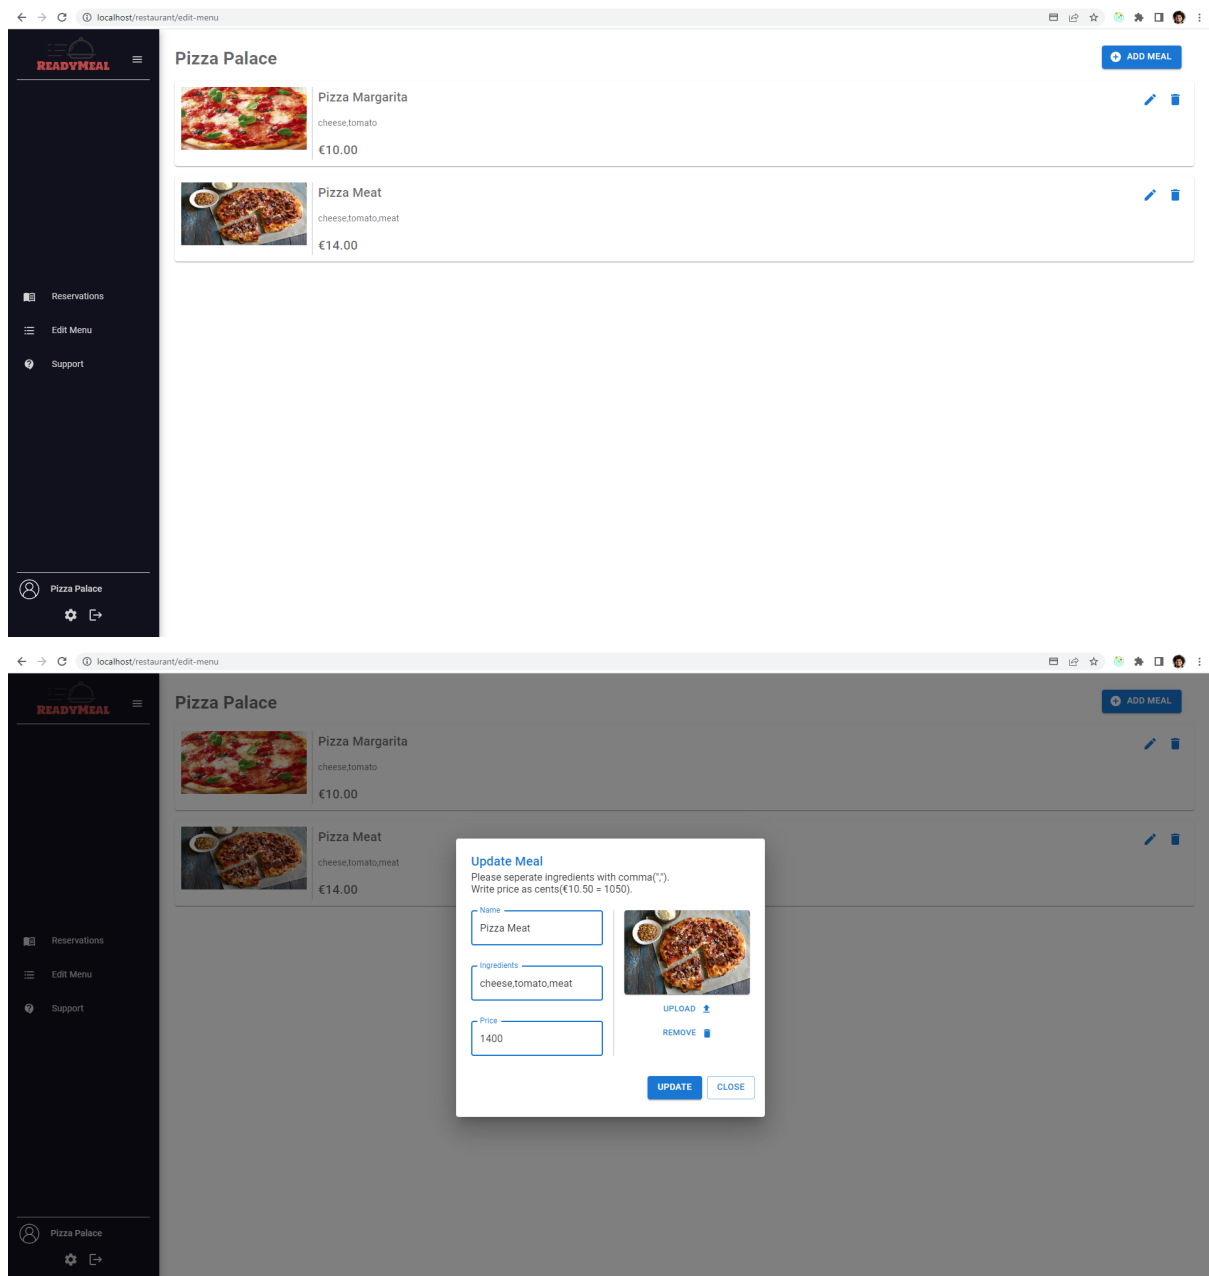 localhost/restaurant/edit-menu
READYMEAL
Pizza Palace
ADD MEAL
Pizza Margarita
cheese,tomato
€10.00
Pizza Meat
cheese,tomato,meat
€14.00
Reservations
Edit Menu
Support
Pizza Palace
localhost/restaurant/edit-menu
READYMEAL
Pizza Palace
ADD MEAL
Pizza Margarita
cheese,tomato
€10.00
Pizza Meat
cheese,tomato,meat
€14.00
Reservations
Edit Menu
Support
Pizza Palace
Update Meal
Please seperate ingredients with comma(",").
Write price as cents(€10.50 = 1050).
Name
Pizza Meat
Ingredients
cheese,tomato,meat
Price
1400
UPLOAD
REMOVE
UPDATE
CLOSE